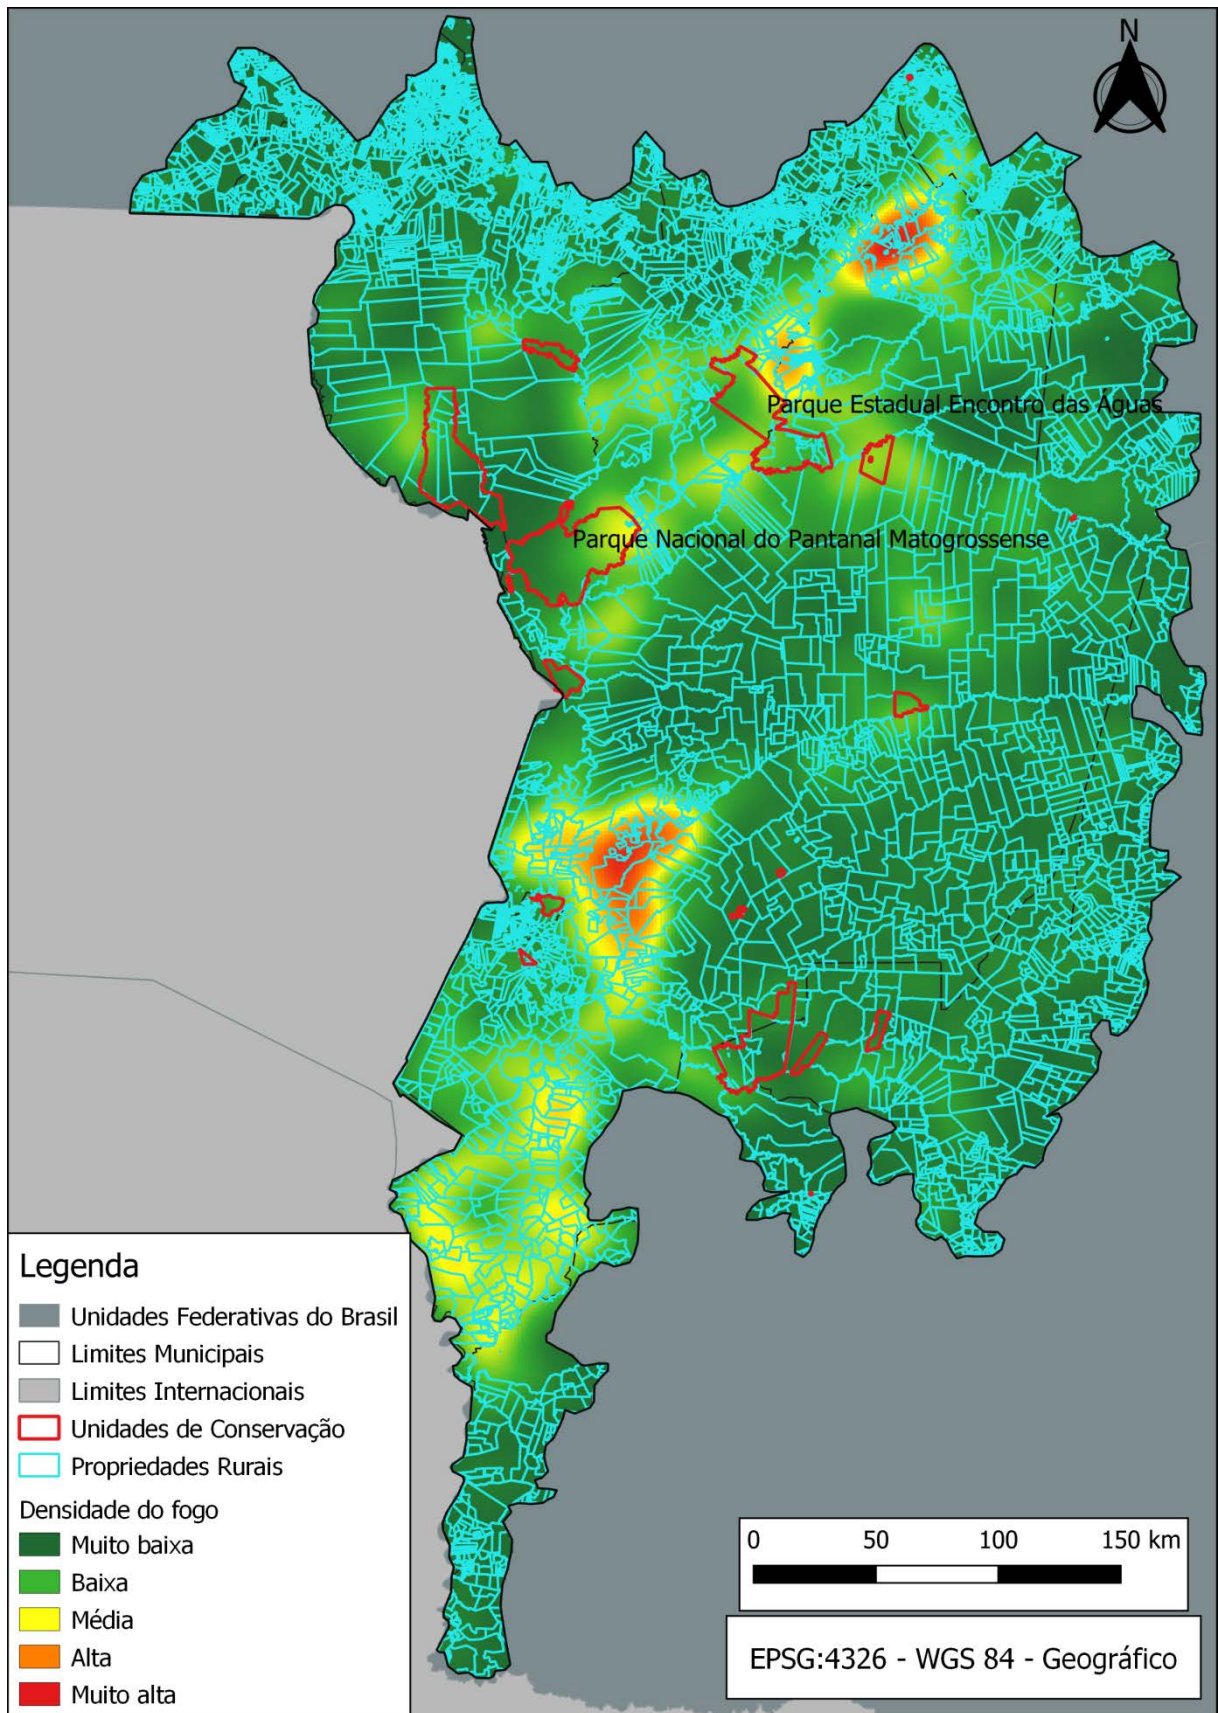 N
Parque Estadual Encontro das Águas
Parque Nacional do Pantanal Matogrossense
Legenda
Unidades Federativas do Brasil
Limites Municipais
Limites Internacionais
Unidades de Conservação
Propriedades Rurais
Densidade do fogo
Muito baixa
Baixa
Média
Alta
Muito alta
0 50 100 150 km
EPSG:4326 - WGS 84 - Geográfico